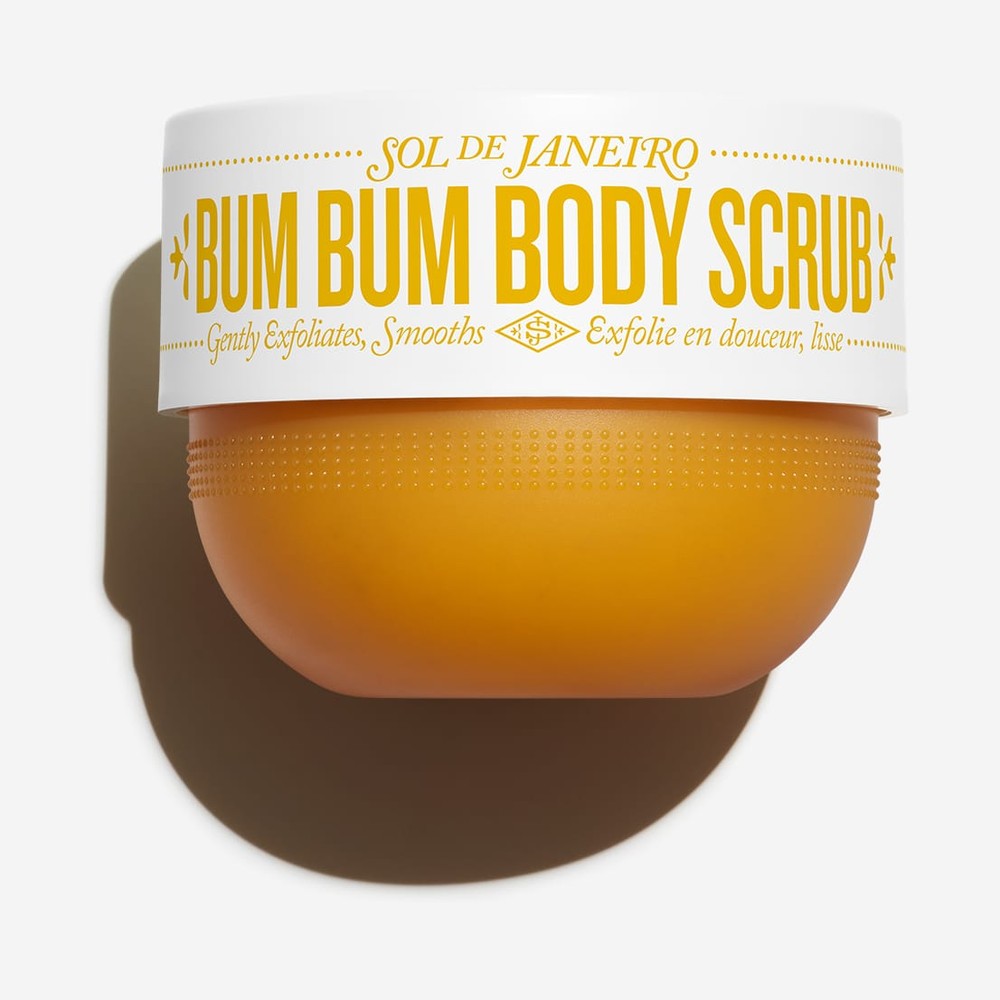 SOL DE JANEIRO
BUM BUM BODY SCRUB
Gently Exfoliates, Smooths SJ Exfolie en douceur, lisse